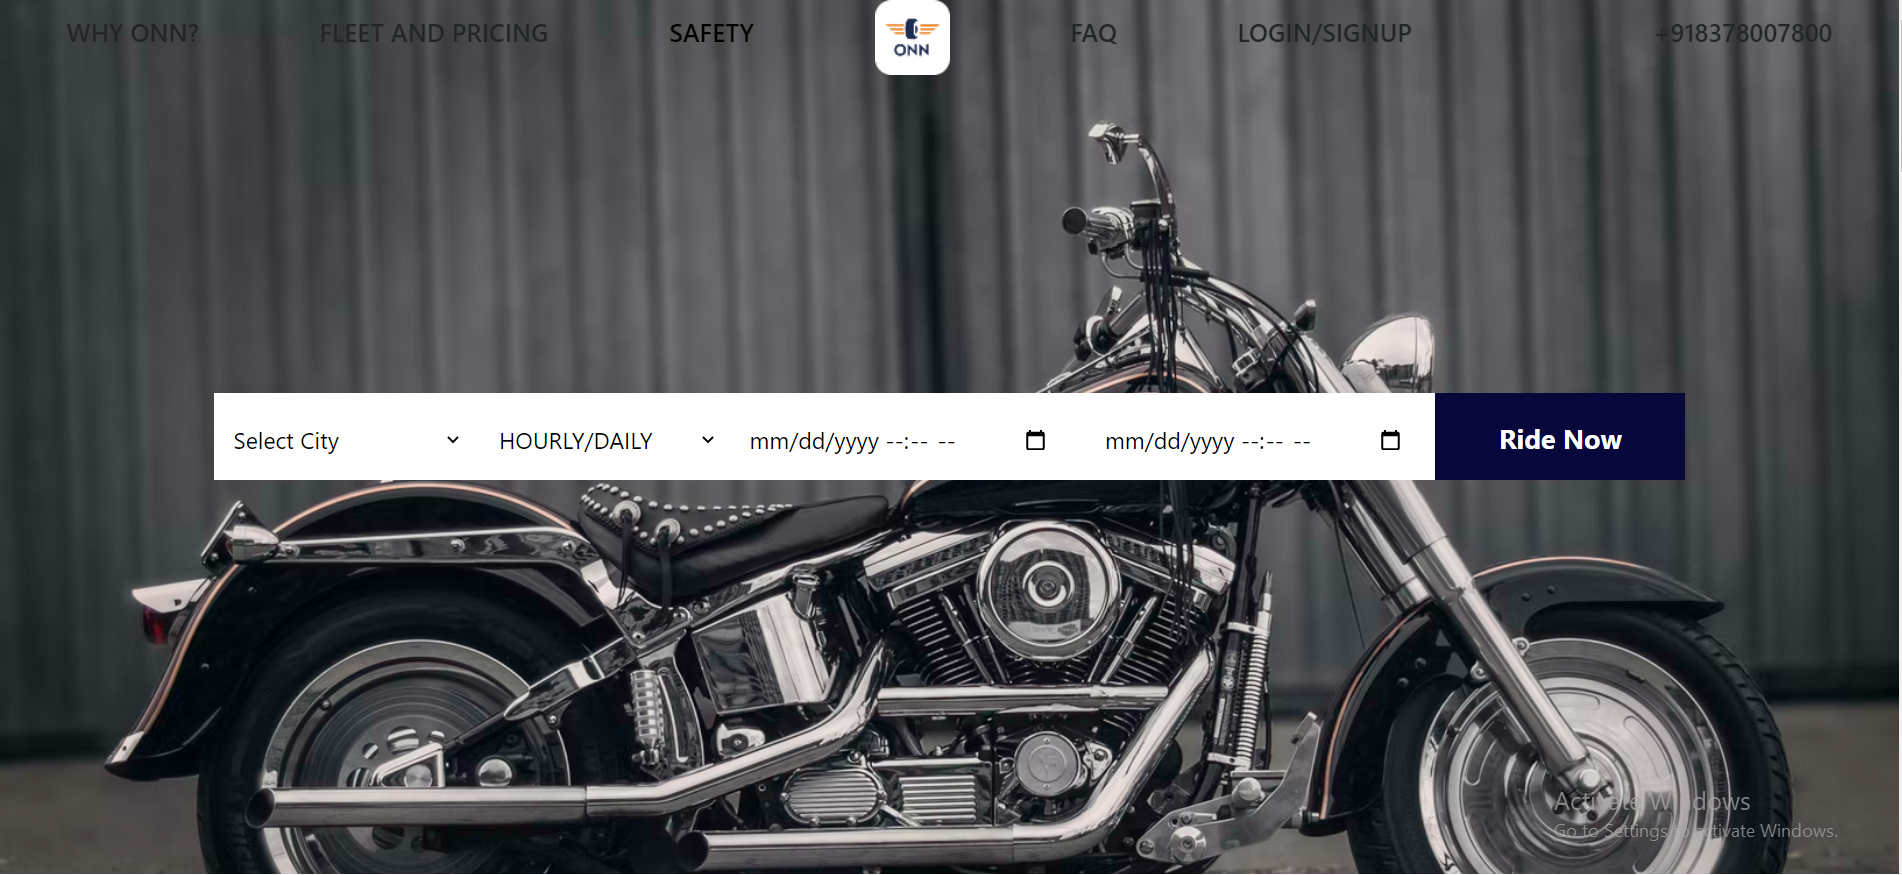 WHY ONN?
FLEET AND PRICING
SAFETY
ONN
FAQ
LOGIN/SIGNUP
+918378007800
Select City
HOURLY/DAILY
mm/dd/yyyy --:-- --
mm/dd/yyyy --:-- --
Ride Now
Activate Windows
Go to Settings to activate Windows.